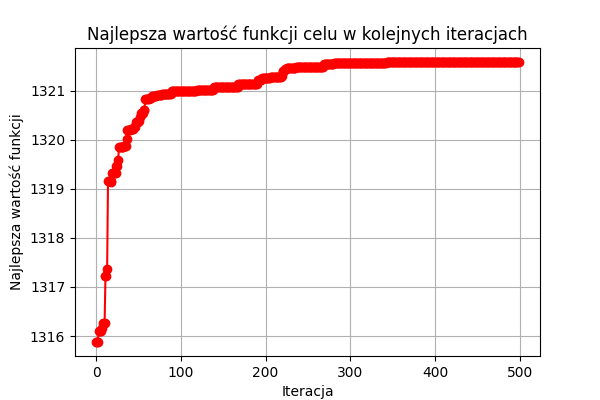 Najlepsza wartość funkcji celu w kolejnych iteracjach
Najlepsza wartość funkcji
1321
1320
1319
1318
1317
1316
0 100 200 300 400 500
Iteracja